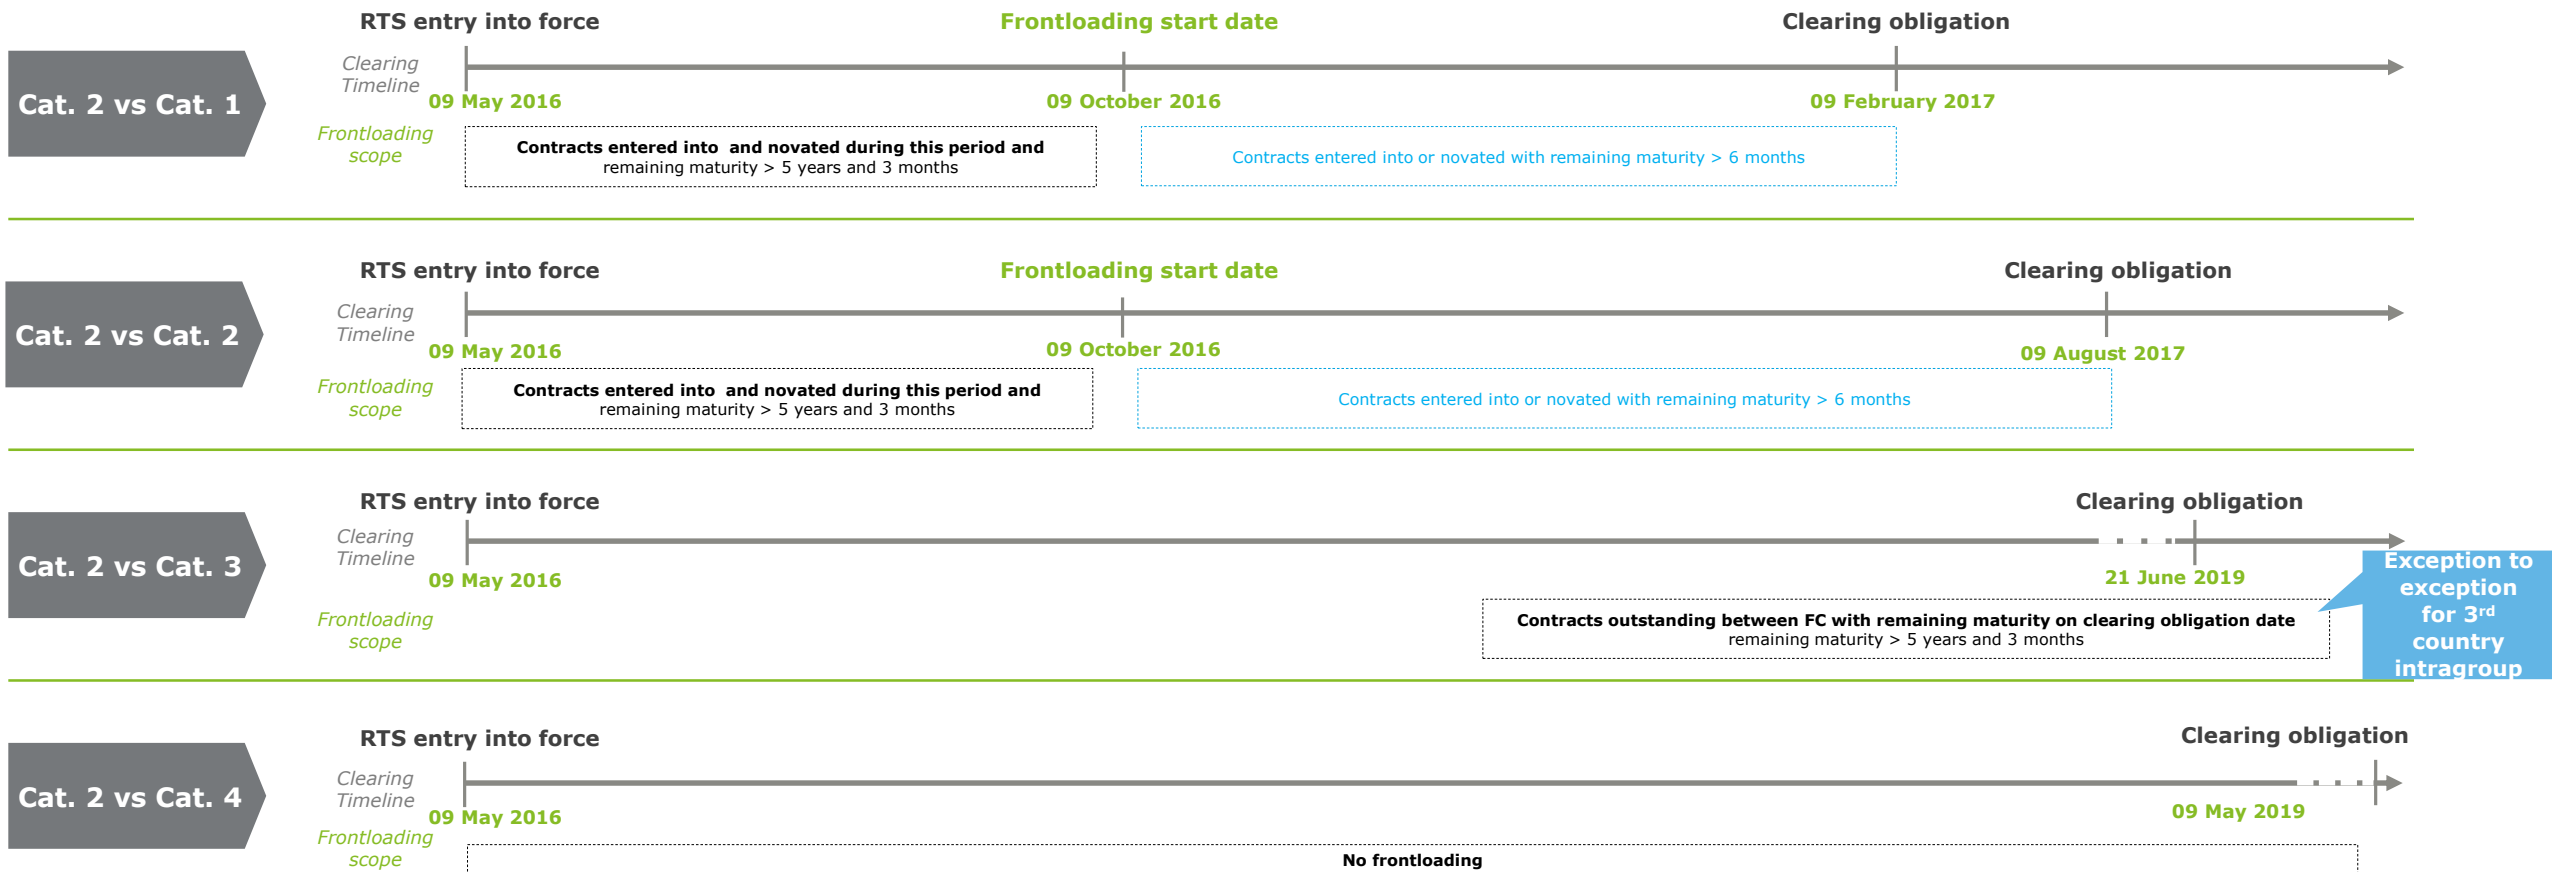 RTS entry into force
Frontloading start date
Clearing obligation
Cat. 2 vs Cat. 1
Clearing
Timeline
09 May 2016
09 October 2016
09 February 2017
Frontloading
scope
Contracts entered into  and novated during this period and
remaining maturity > 5 years and 3 months
Contracts entered into or novated with remaining maturity > 6 months
RTS entry into force
Frontloading start date
Clearing obligation
Cat. 2 vs Cat. 2
Clearing
Timeline
09 May 2016
09 October 2016
09 August 2017
Frontloading
scope
Contracts entered into  and novated during this period and
remaining maturity > 5 years and 3 months
Contracts entered into or novated with remaining maturity > 6 months
RTS entry into force
Clearing obligation
Cat. 2 vs Cat. 3
Clearing
Timeline
09 May 2016
21 June 2019
Frontloading
scope
Contracts outstanding between FC with remaining maturity on clearing obligation date
remaining maturity > 5 years and 3 months
Exception to
exception
for 3rd
country
intragroup
RTS entry into force
Clearing obligation
Cat. 2 vs Cat. 4
Clearing
Timeline
09 May 2016
09 May 2019
Frontloading
scope
No frontloading